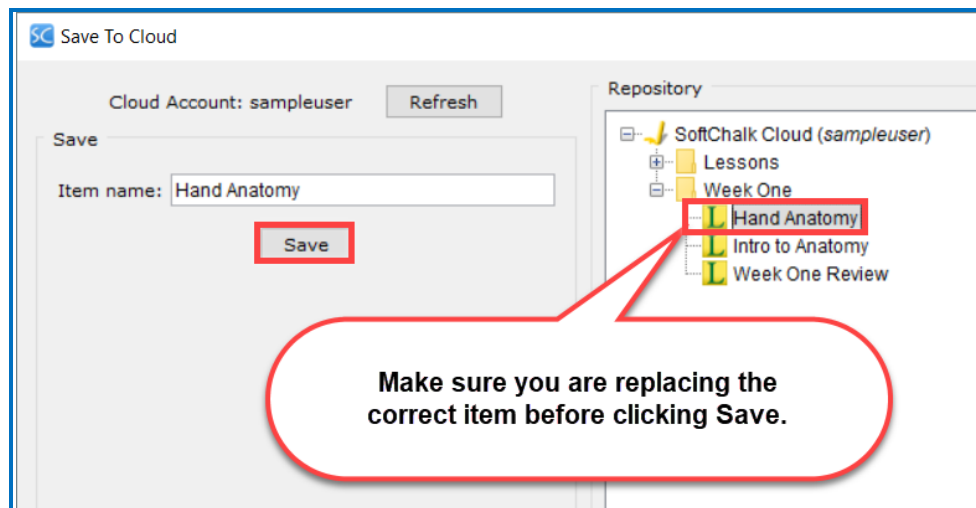 SC Save To Cloud
Cloud Account: sampleuser Refresh
Save
Item name: Hand Anatomy
Save
Repository
SoftChalk Cloud (sampleuser)
Lessons
Week One
L Hand Anatomy
L Intro to Anatomy
L Week One Review
Make sure you are replacing the
correct item before clicking Save.